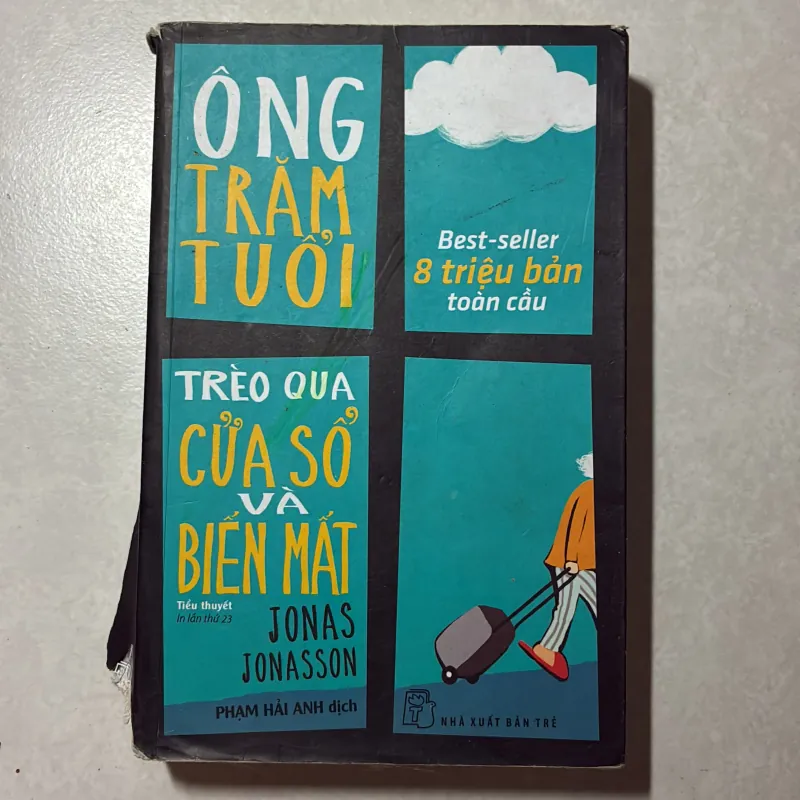 ÔNG
TRĂM
TUỔI
Best-seller
8 triệu bản
toàn cầu
TRÈO QUA
CỬA SỔ
VÀ
BIẾN MẤT
Tiểu thuyết
In lần thứ 23
JONAS
JONASSON
PHẠM HẢI ANH dịch
T
NHÀ XUẤT BẢN TRẺ